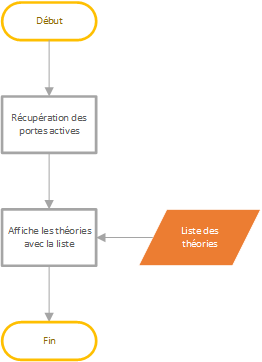 Début
Récupération des
portes actives
Affiche les théories
avec la liste
Liste des
théories
Fin